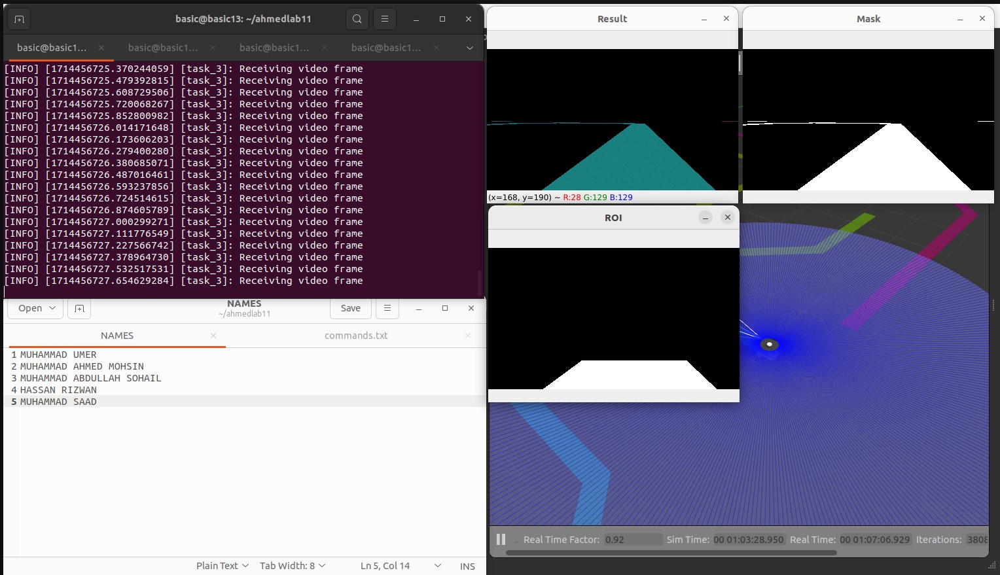 basic@basic13: ~/ahmedlab11
basic@basic1... basic@basic1... basic@basic1... basic@basic1...
[INFO] [1714456725.370244059] [task_3]: Receiving video frame
[INFO] [1714456725.479392815] [task_3]: Receiving video frame
[INFO] [1714456725.608729506] [task_3]: Receiving video frame
[INFO] [1714456725.720068267] [task_3]: Receiving video frame
[INFO] [1714456725.852800982] [task_3]: Receiving video frame
[INFO] [1714456726.014171648] [task_3]: Receiving video frame
[INFO] [1714456726.173606203] [task_3]: Receiving video frame
[INFO] [1714456726.279400280] [task_3]: Receiving video frame
[INFO] [1714456726.380685071] [task_3]: Receiving video frame
[INFO] [1714456726.487016461] [task_3]: Receiving video frame
[INFO] [1714456726.593237856] [task_3]: Receiving video frame
[INFO] [1714456726.724514615] [task_3]: Receiving video frame
[INFO] [1714456726.874605789] [task_3]: Receiving video frame
[INFO] [1714456727.000299271] [task_3]: Receiving video frame
[INFO] [1714456727.111776549] [task_3]: Receiving video frame
[INFO] [1714456727.227566742] [task_3]: Receiving video frame
[INFO] [1714456727.378964730] [task_3]: Receiving video frame
[INFO] [1714456727.532517531] [task_3]: Receiving video frame
[INFO] [1714456727.654629284] [task_3]: Receiving video frame
Open
NAMES
~/ahmedlab11
Save
NAMES commands.txt
1 MUHAMMAD UMER
2 MUHAMMAD AHMED MOHSIN
3 MUHAMMAD ABDULLAH SOHAIL
4 HASSAN RIZWAN
5 MUHAMMAD SAAD
Plain Text Tab Width: 8 Ln 5, Col 14 INS
Result
(x=168, y=190) ~ R:28 G:129 B:129
Mask
ROI
Real Time Factor: 0.92 Sim Time: 00 01:03:28.950 Real Time: 00 01:07:06.929 Iterations: 3808